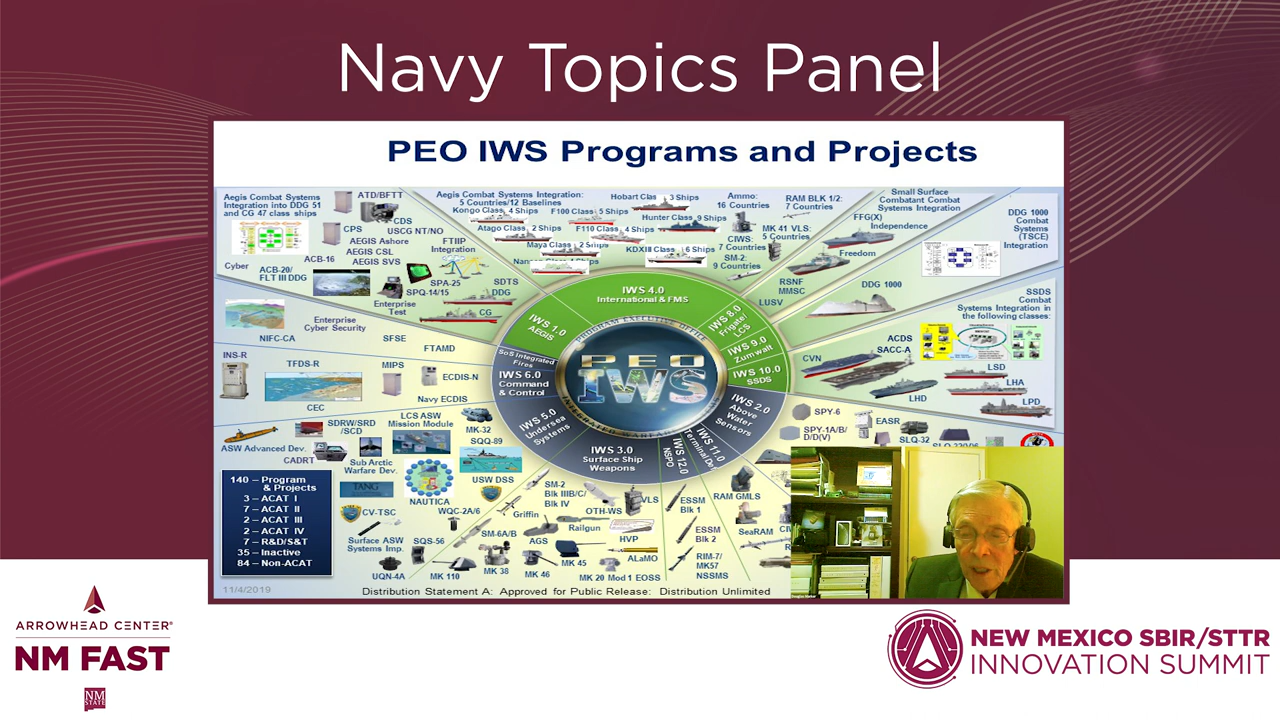 Navy Topics Panel
PEO IWS Programs and Projects
Aegis Combat Systems
Integration into DDG 51
and CG 47 class ships
ATD/BFTT
CDS
USCG NT/NO
CPS
AEGIS Ashore
AEGIS CSL
AEGIS SVS
FTIIP
Integration
Cyber
ACB-20/
FLT III DDG
ACB-16
SPA-25
SPQ-14/15
SDTS
DDG
Enterprise
Test
CG
Aegis Combat Systems Integration:
5 Countries/12 Baselines
Kongo Class 4 Ships
F100 Class 5 Ships
Hobart Class 3 Ships
Atago Class 2 Ships
F110 Class 4 Ships
Hunter Class 9 Ships
Maya Class 2 Ships
KDXIII Class 6 Ships
Ammo:
16 Countries
RAM BLK 1/2:
7 Countries
MK 41 VLS:
5 Countries
CIWS:
7 Countries
SM-2:
9 Countries
Small Surface
Combatant Combat
Systems Integration
FFG(X)
Independence
Freedom
RSNF
MMSC
LUSV
DDG 1000
Combat
Systems
(TSCE)
Integration
DDG 1000
SSDS
Combat
Systems Integration in
the following classes:
ACDS
SACC-A
CVN
LSD
LHA
LHD
LPD
NIFC-CA
Enterprise
Cyber Security
SFSE
FTAMD
INS-R
TFDS-R
MIPS
ECDIS-N
Navy ECDIS
CEC
IWS 4.0
International & FMS
IWS 1.0
AEGIS
IWS 8.0
Frigate/
LCS
IWS 9.0
Zumwalt
IWS 10.0
SSDS
SoS Integrated
Fires
IWS 6.0
Command
& Control
IWS 5.0
Undersea
Systems
IWS 3.0
Surface Ship
Weapons
IWS 12.0
NSPO
IWS 11.0
IWS 2.0
Above
Water
Sensors
PROGRAM EXECUTIVE OFFICE
PEO
IWS
SPY-6
SPY-1A/B/
D/D(V)
EASR
SLQ-32
SDRW/SRD
/SCD
LCS ASW
Mission Module
MK-32
SQQ-89
ASW Advanced Dev.
CADRT
Sub Arctic
Warfare Dev.
TANG
NAUTICA
USW DSS
CV-TSC
WQC-2A/6
Surface ASW
Systems Imp.
SQS-56
UQN-4A
MK 110
SM-2
Blk IIIB/C/
Blk IV
OTH-WS
VLS
Griffin
Railgun
SM-6A/B
AGS
HVP
ALaMO
MK 45
MK 38
MK 46
MK 20 Mod 1 EOSS
ESSM
Blk 1
ESSM
Blk 2
RIM-7/
MK57
NSSMS
RAM GMLS
SeaRAM
140 – Program
& Projects
3 – ACAT I
7 – ACAT II
2 – ACAT III
2 – ACAT IV
7 – R&D/S&T
35 – Inactive
84 – Non-ACAT
11/4/2019
Distribution Statement A: Approved for Public Release: Distribution Unlimited
ARROWHEAD CENTER®
NM FAST
NM
STATE
NEW MEXICO SBIR/STTR
INNOVATION SUMMIT